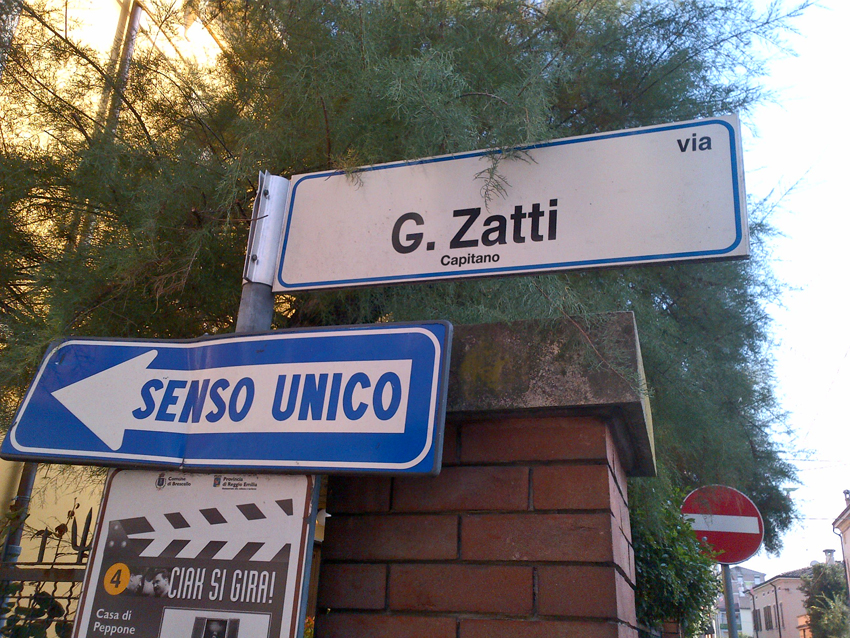 via
G. Zatti
Capitano
SENSO UNICO
Comune
di Brescello
Provincia
di Reggio Emilia
4
CIAK SI GIRA!
Casa di
Peppone